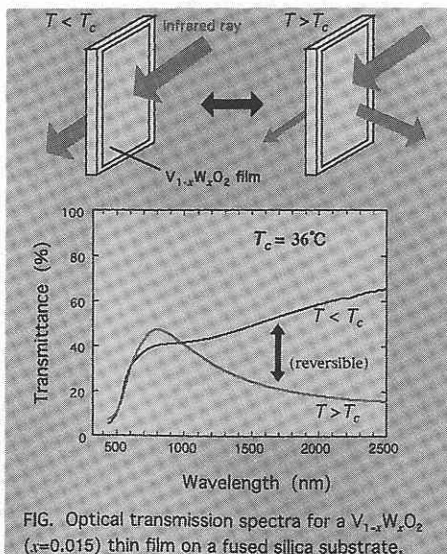 T < Tc
infrared ray
T > Tc
V1-xWxO2 film
Transmittance (%)
100
80
60
40
20
0
Tc = 36°C
T < Tc
(reversible)
T > Tc
500
1000
1500
2000
2500
Wavelength (nm)
FIG. Optical transmission spectra for a V1-xWxO2
(x=0.015) thin film on a fused silica substrate.